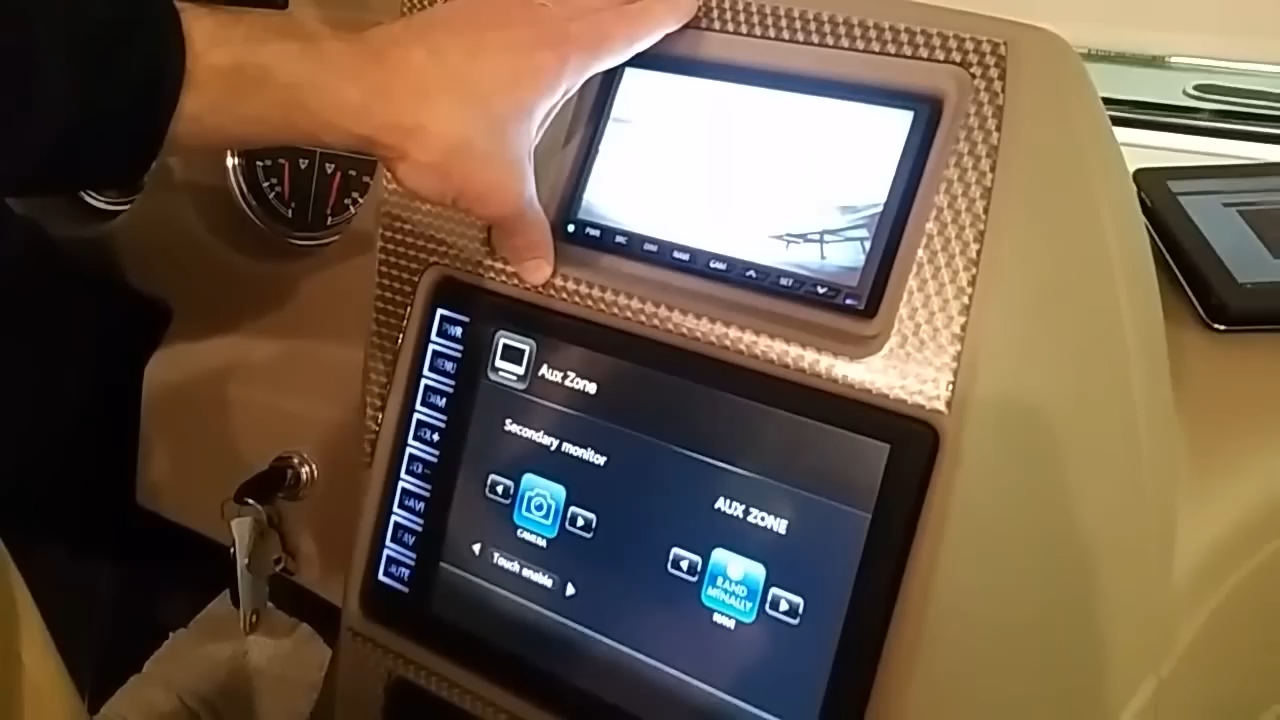 PWR SRC DIM NAVI CAM SET
PWR
MENU
DIM
VOL+
VOL-
NAVI
FAV
MUTE
Aux Zone
Secondary monitor
CAMERA
Touch enable
AUX ZONE
RAND
MCNALLY
NAVI